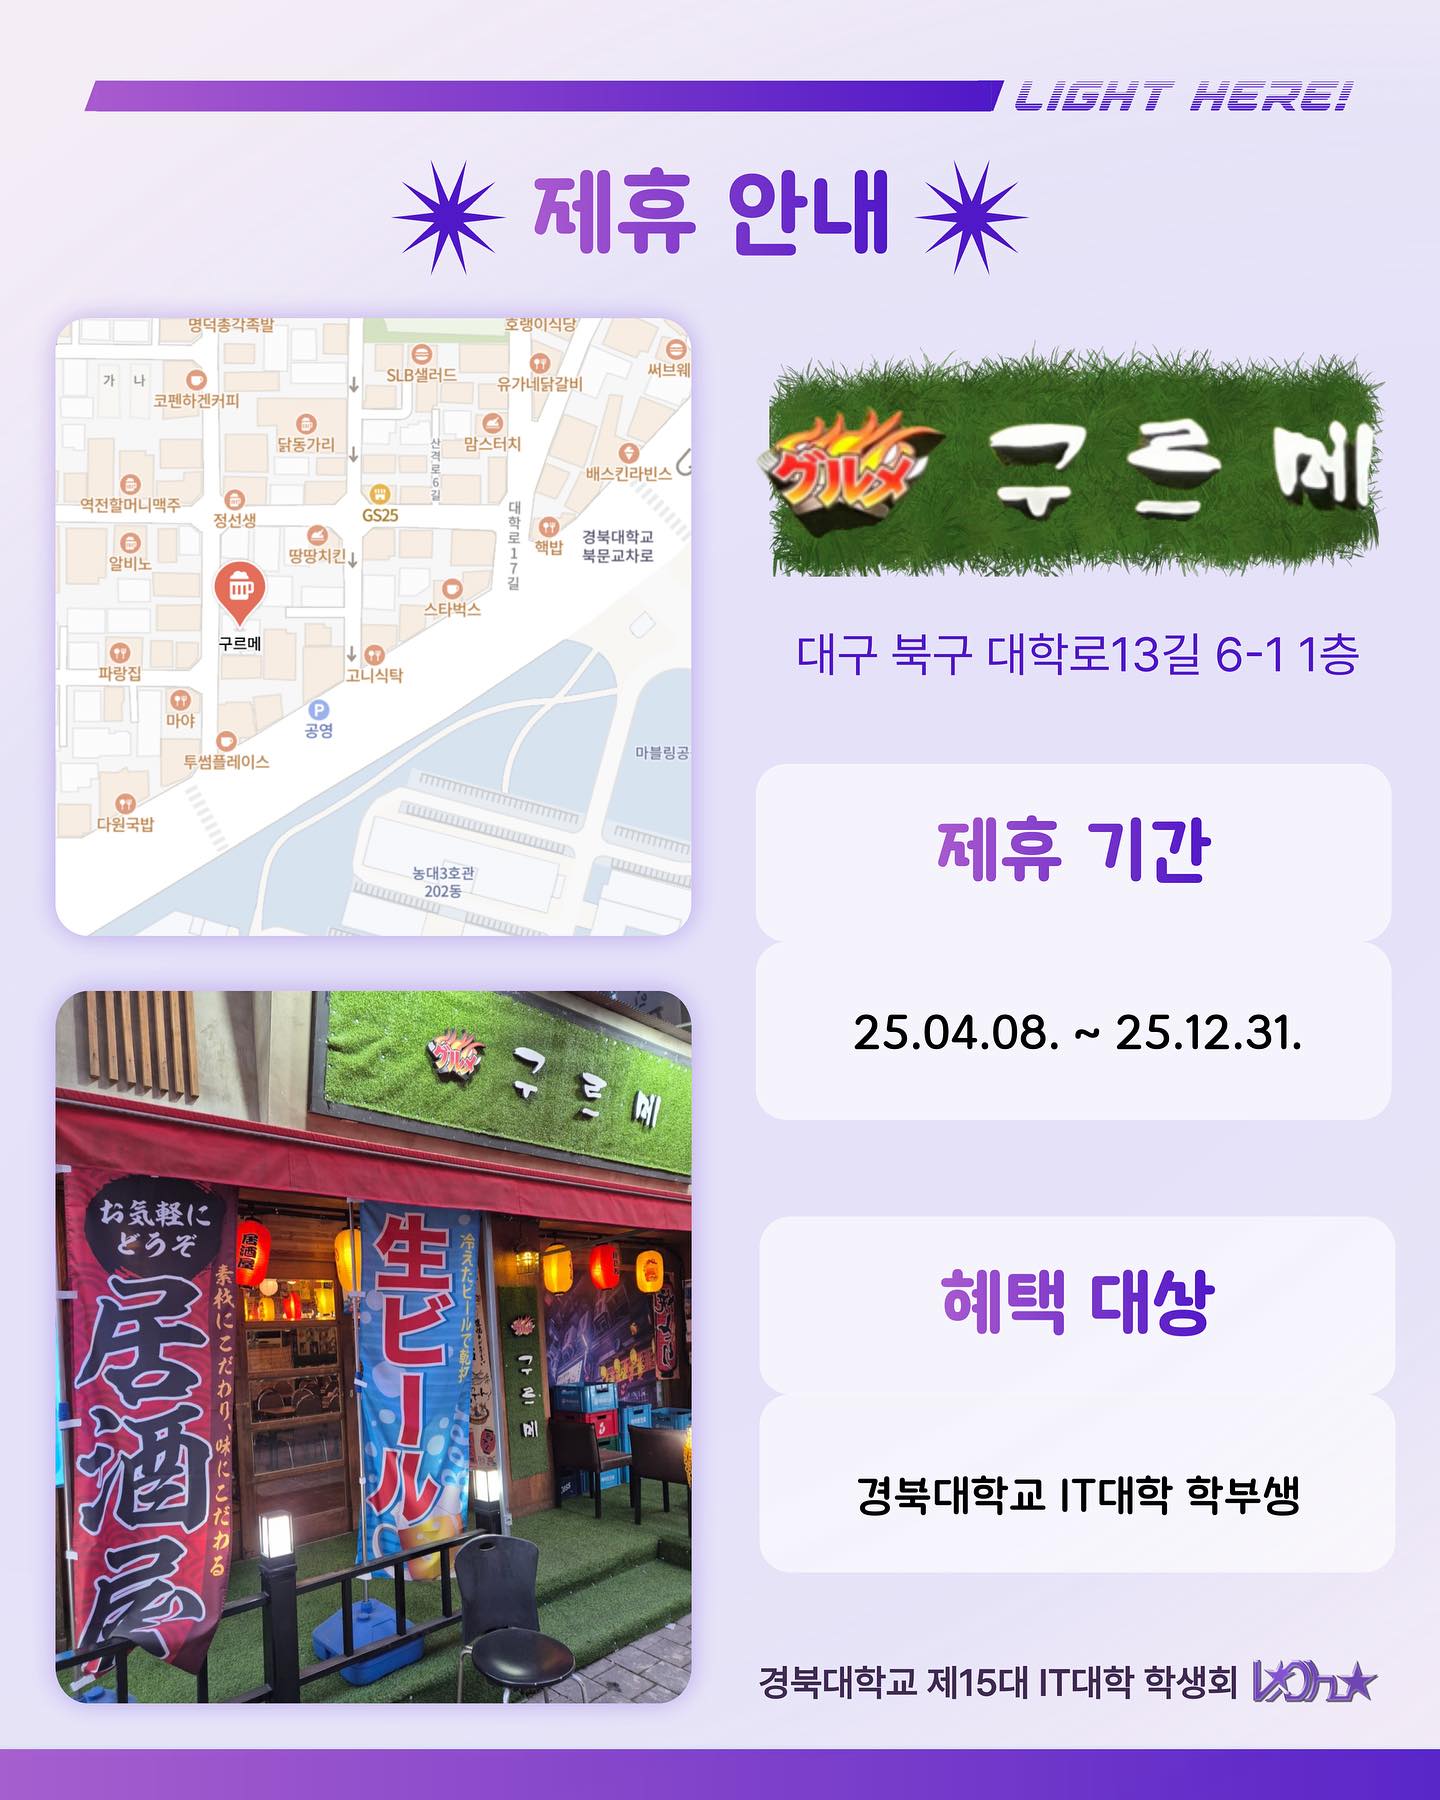 LIGHT HERE!
제휴 안내
명덕총각족발
호랭이식당
SLB샐러드
유가네닭갈비
써브웨
가 나
코펜하겐커피
닭동가리
맘스터치
산격로6길
배스킨라빈스
역전할머니맥주
정선생
GS25
대학로17길
땅땅치킨
핵밥
경북대학교
북문교차로
알비노
스타벅스
구르메
파랑집
고니식탁
마야
공영
P
투썸플레이스
마블링공
다원국밥
농대3호관
202동
グルメ 구르메
대구 북구 대학로13길 6-1 1층
제휴 기간
25.04.08. ~ 25.12.31.
グルメ 구르메
お気軽に
どうぞ
居酒屋
素材にこだわり、味にこだわる
居酒屋
生ビール
冷えたビールで乾杯
Beer
구르메
혜택 대상
경북대학교 IT대학 학부생
경북대학교 제15대 IT대학 학생회